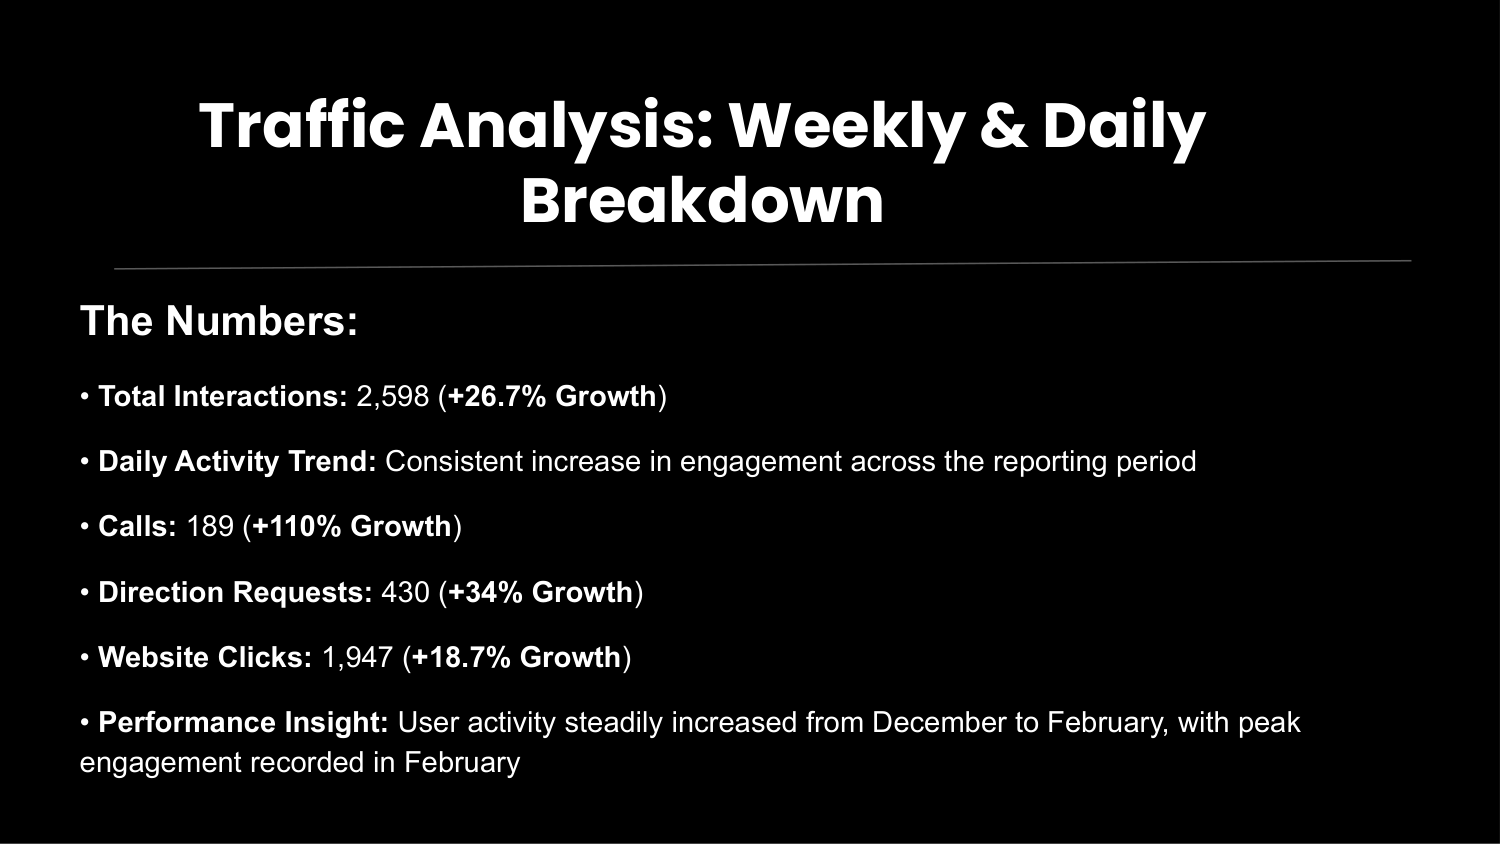 Traffic Analysis: Weekly & Daily
Breakdown
The Numbers:
• Total Interactions: 2,598 (+26.7% Growth)
• Daily Activity Trend: Consistent increase in engagement across the reporting period
• Calls: 189 (+110% Growth)
• Direction Requests: 430 (+34% Growth)
• Website Clicks: 1,947 (+18.7% Growth)
• Performance Insight: User activity steadily increased from December to February, with peak
engagement recorded in February